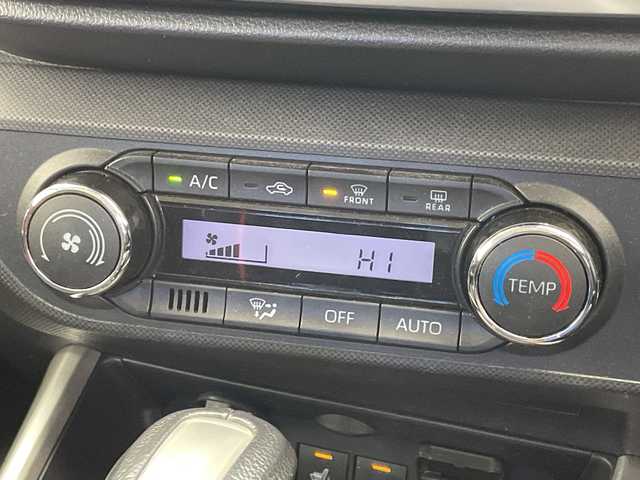 A/C
FRONT
REAR
HI
TEMP
OFF
AUTO